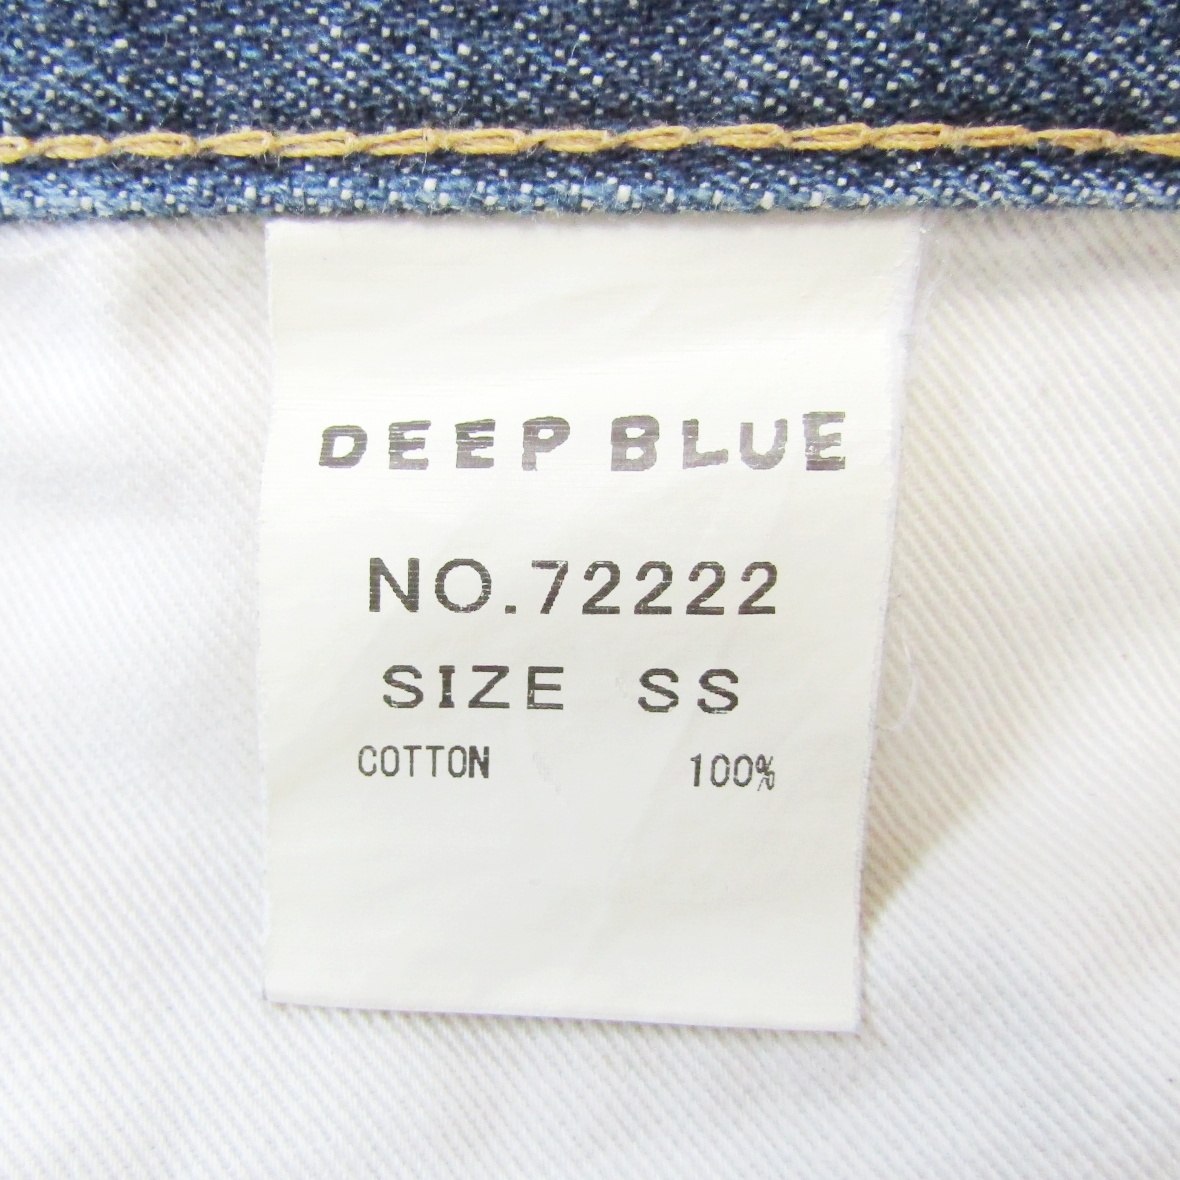 DEEP BLUE
NO.72222
SIZE SS
COTTON 100%